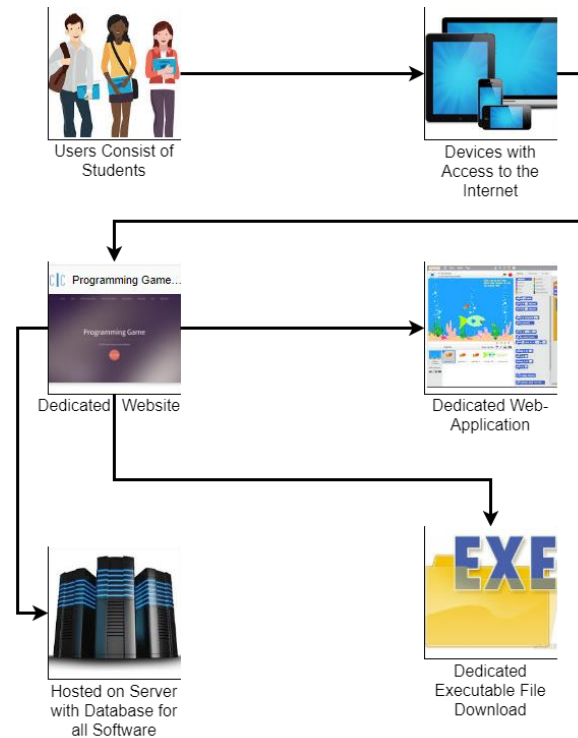 Users Consist of
Students
Devices with
Access to the
Internet
C|C Programming Game...
Programming Game
Dedicated Website
Dedicated Web-
Application
EXE
Hosted on Server
with Database for
all Software
Dedicated
Executable File
Download